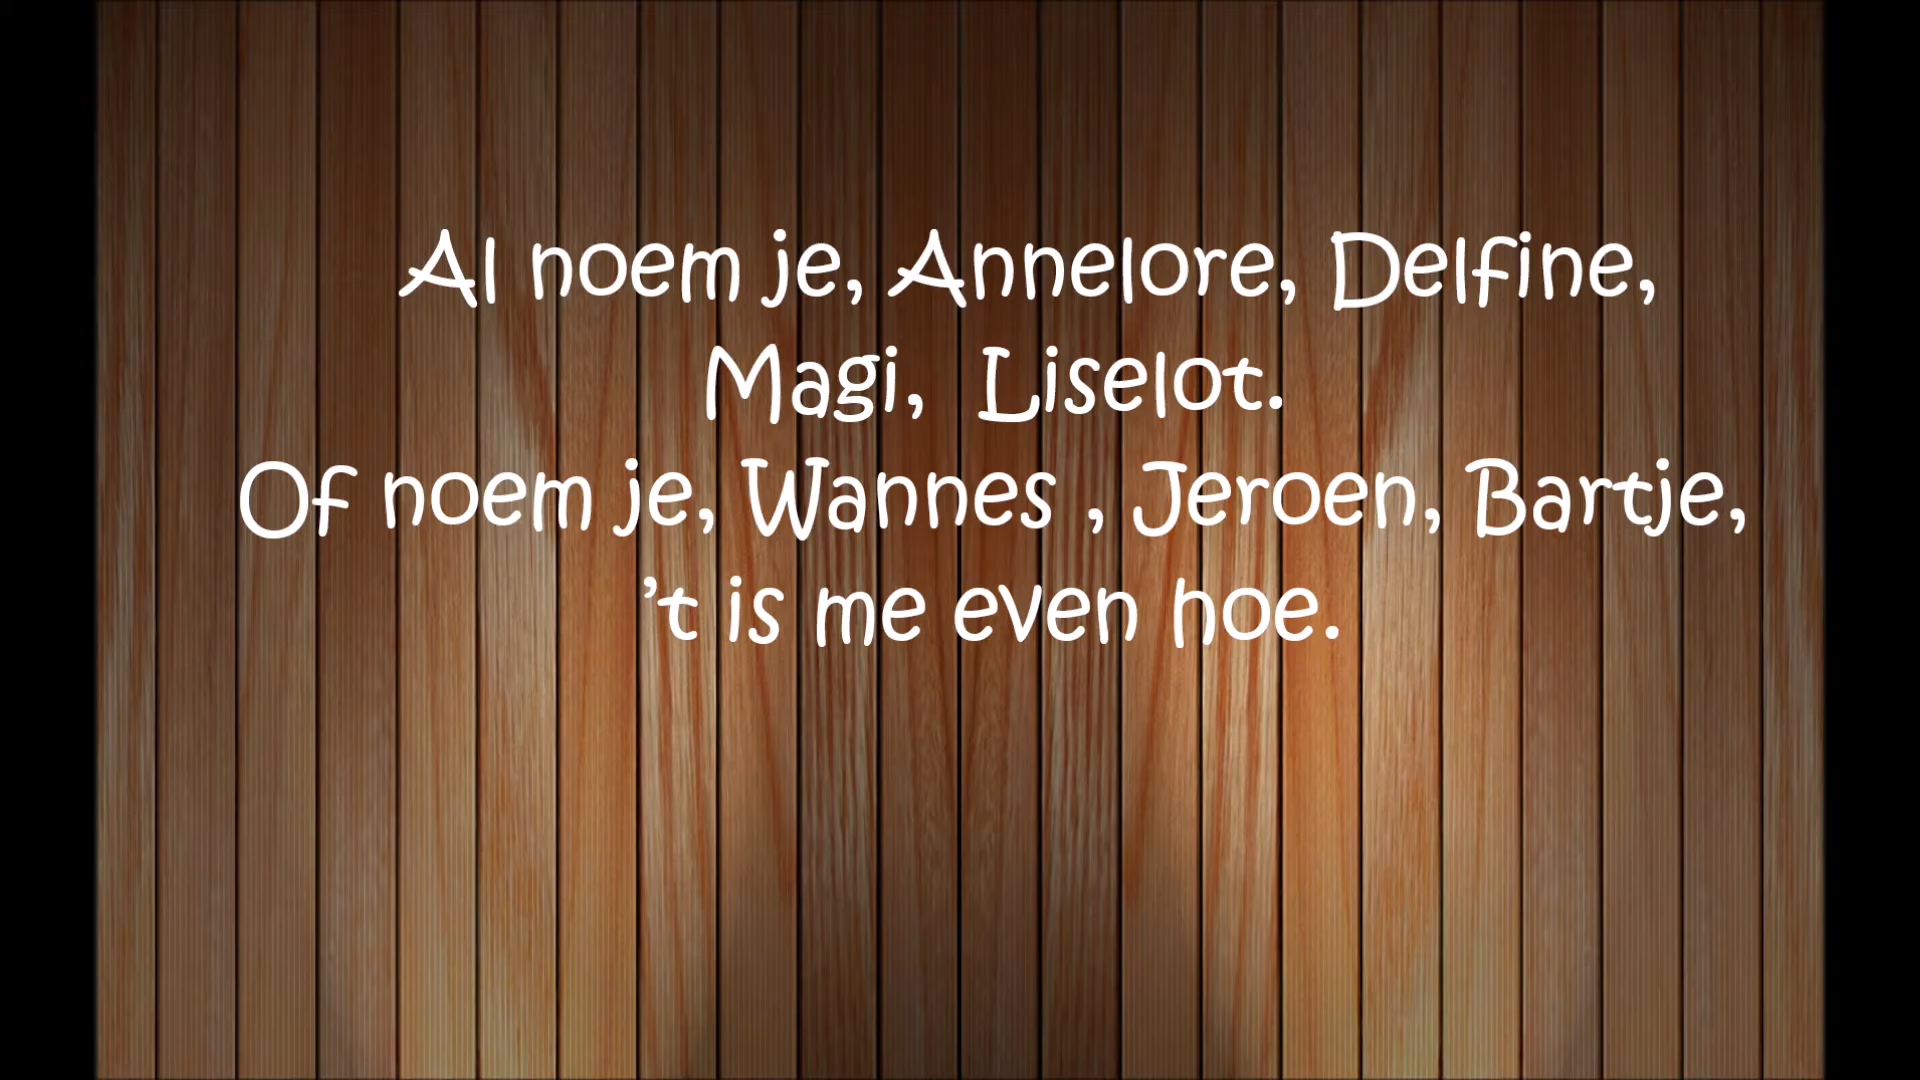 Al noem je, Annelore, Delfine,
Magi,  Liselot.
Of noem je, Wannes , Jeroen, Bartje,
’t is me even hoe.